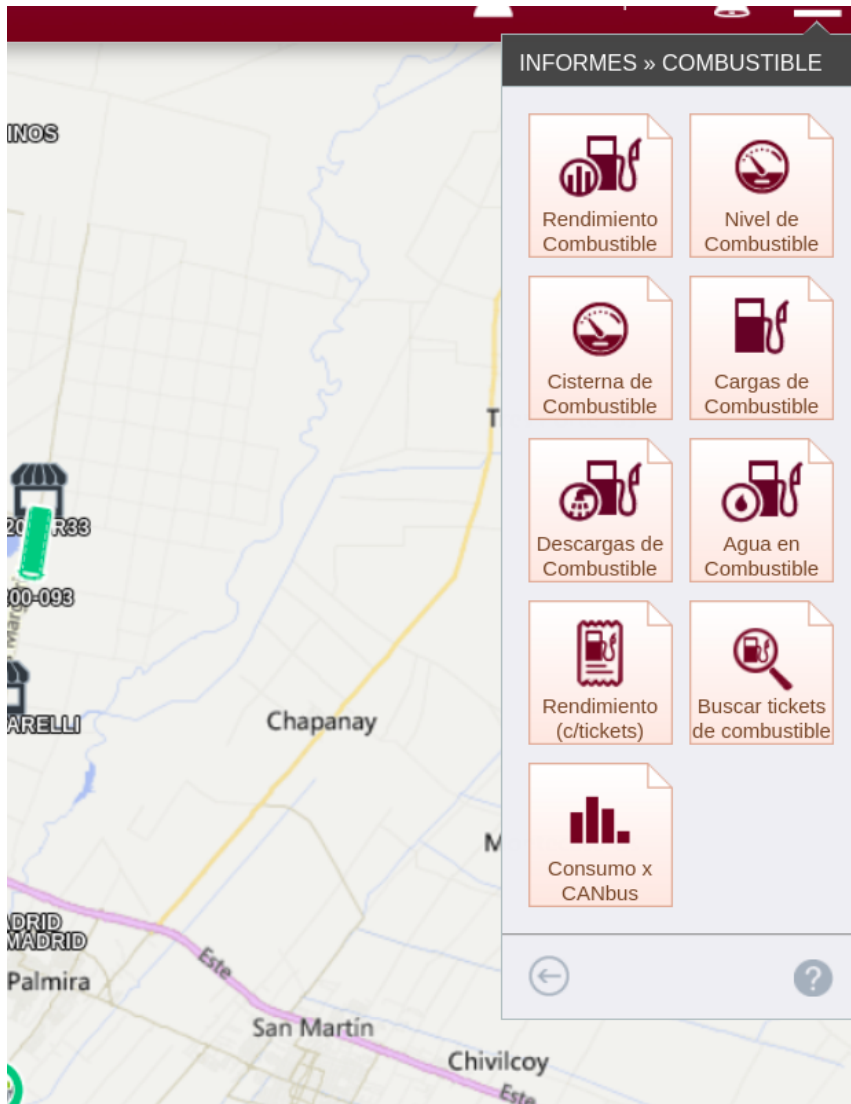 INFORMES » COMBUSTIBLE
Rendimiento
Combustible
Nivel de
Combustible
Cisterna de
Combustible
Cargas de
Combustible
Descargas de
Combustible
Agua en
Combustible
Rendimiento
(c/tickets)
Buscar tickets
de combustible
Consumo x
CANbus
INOS
T
R33
00-093
ARELLI
Chapanay
M
ADRID
MADRID
Palmira
Este
San Martín
Chivilcoy
Este
?